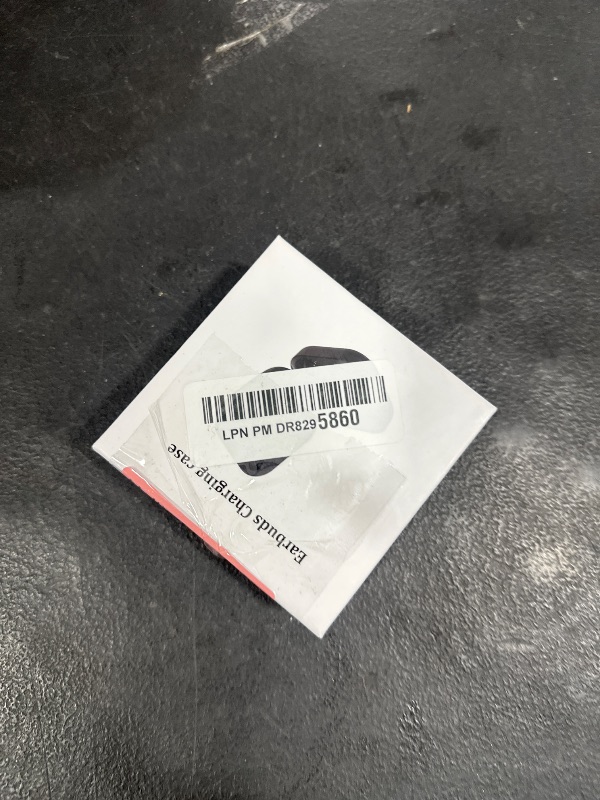 LPN PM DR8295860
Earbuds Charging case